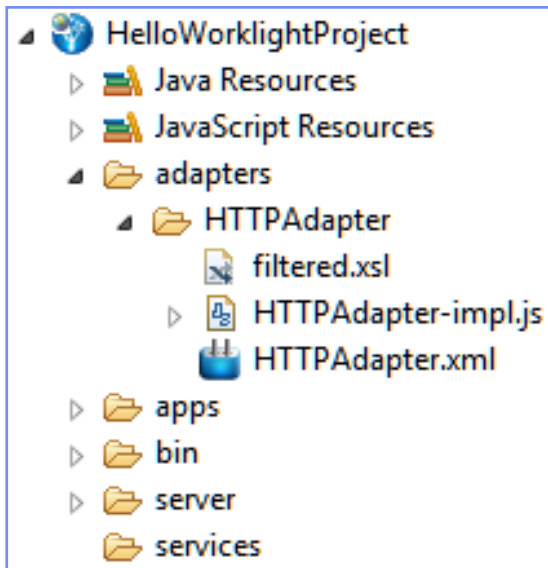 HelloWorklightProject
Java Resources
JavaScript Resources
adapters
HTTPAdapter
filtered.xsl
HTTPAdapter-impl.js
HTTPAdapter.xml
apps
bin
server
services